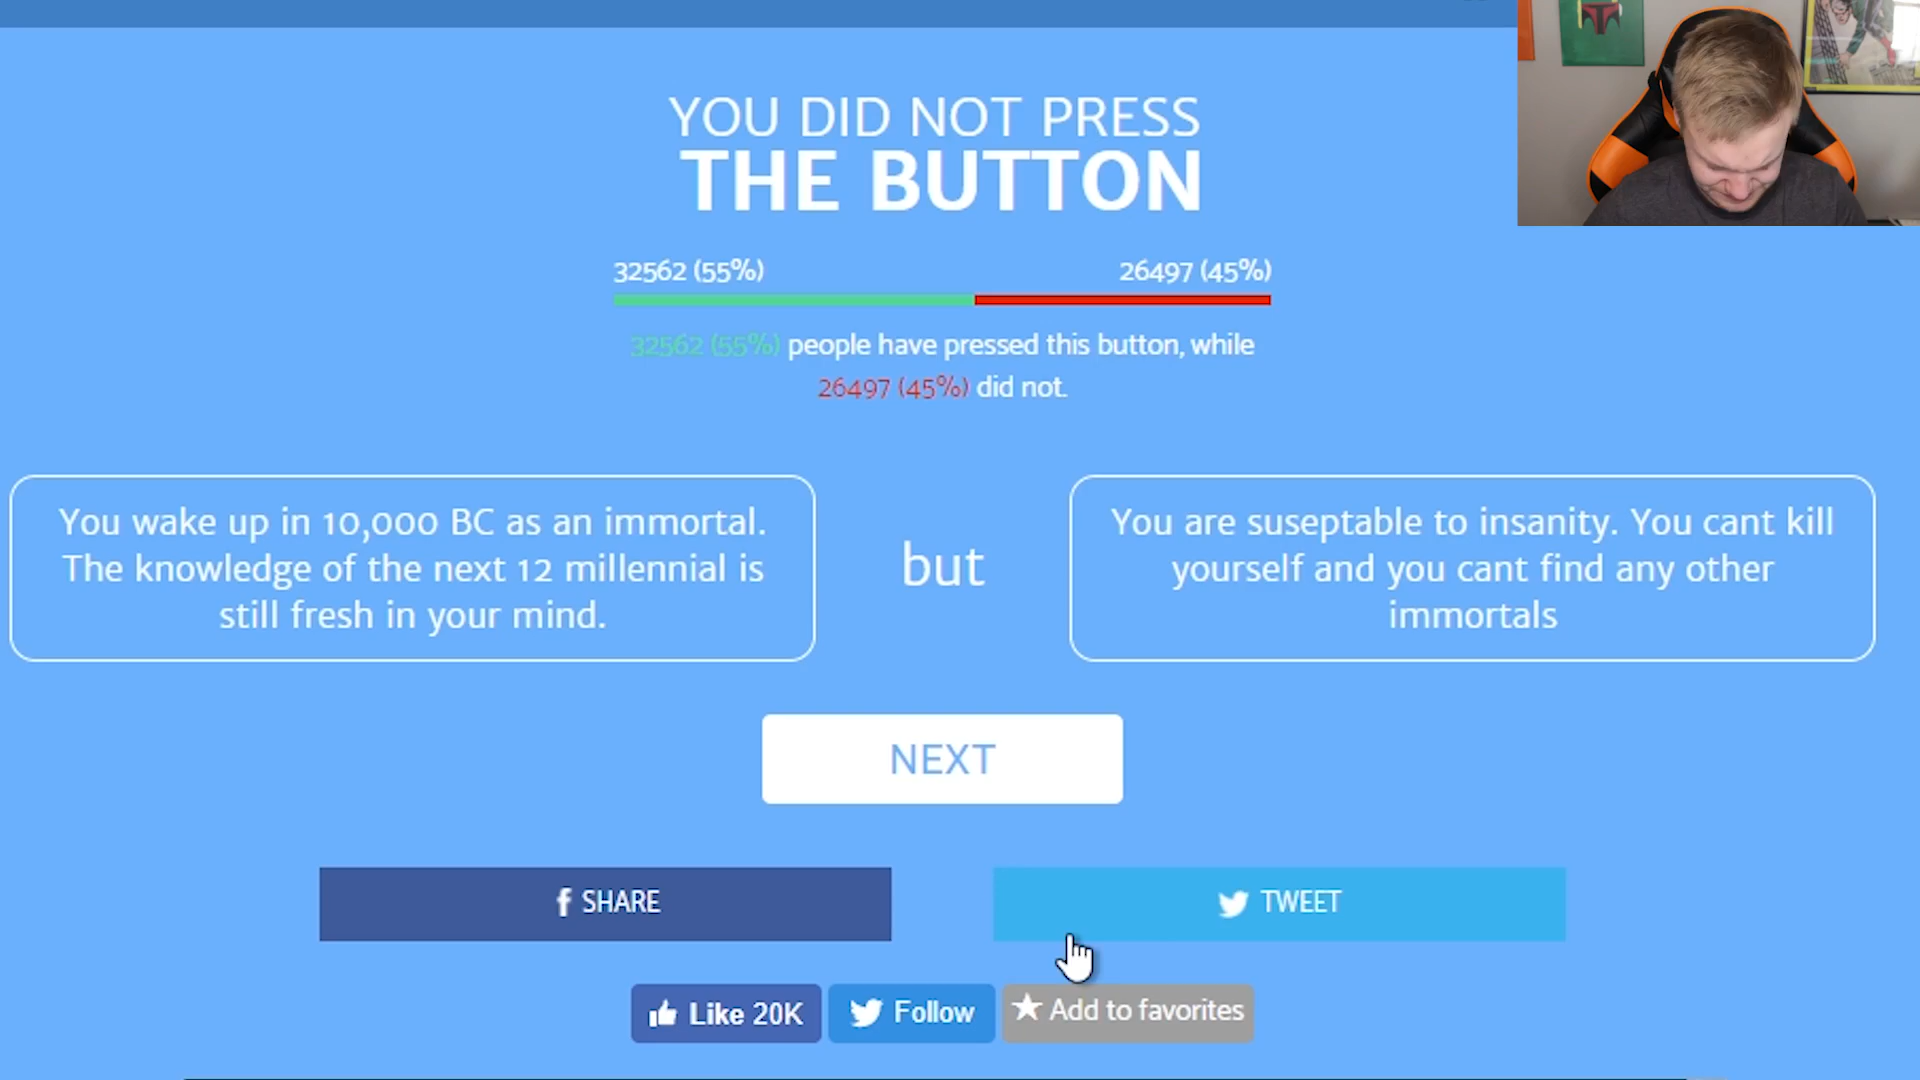 YOU DID NOT PRESS
THE BUTTON
32562 (55%) 26497 (45%)
32562 (55%) people have pressed this button, while
26497 (45%) did not.
You wake up in 10,000 BC as an immortal.
The knowledge of the next 12 millennial is
still fresh in your mind.
but
You are suseptable to insanity. You cant kill
yourself and you cant find any other
immortals
NEXT
f SHARE
TWEET
Like 20K
Follow
Add to favorites